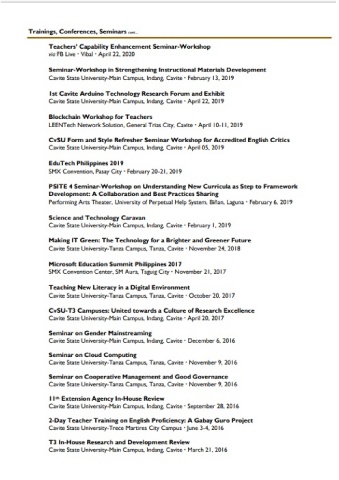 Trainings, Conferences, Seminars cont...
Teachers' Capability Enhancement Seminar-Workshop
via FB Live • Vibal • April 22, 2020
Seminar-Workshop in Strengthening Instructional Materials Development
Cavite State University-Main Campus, Indang, Cavite • February 13, 2019
1st Cavite Arduino Technology Research Forum and Exhibit
Cavite State University-Main Campus, Indang, Cavite • April 22, 2019
Blockchain Workshop for Teachers
LEENTech Network Solution, General Trias City, Cavite • April 10-11, 2019
CvSU Form and Style Refresher Seminar Workshop for Accredited English Critics
Cavite State University-Main Campus, Indang, Cavite • April 05, 2019
EduTech Philippines 2019
SMX Convention, Pasay City • February 20-21, 2019
PSITE 4 Seminar-Workshop on Understanding New Curricula as Step to Framework
Development: A Collaboration and Best Practices Sharing
Performing Arts Theater, University of Perpetual Help System, Biñan, Laguna • February 6, 2019
Science and Technology Caravan
Cavite State University-Main Campus, Indang, Cavite • February 1, 2019
Making IT Green: The Technology for a Brighter and Greener Future
Cavite State University-Tanza Campus, Tanza, Cavite • November 24, 2018
Microsoft Education Summit Philippines 2017
SMX Convention Center, SM Aura, Taguig City • November 21, 2017
Teaching New Literacy in a Digital Environment
Cavite State University-Tanza Campus, Tanza, Cavite • October 20, 2017
CvSU-T3 Campuses: United towards a Culture of Research Excellence
Cavite State University-Main Campus, Indang, Cavite • April 20, 2017
Seminar on Gender Mainstreaming
Cavite State University-Main Campus, Indang, Cavite • December 6, 2016
Seminar on Cloud Computing
Cavite State University-Tanza Campus, Tanza, Cavite • November 9, 2016
Seminar on Cooperative Management and Good Governance
Cavite State University-Tanza Campus, Tanza, Cavite • November 9, 2016
11th Extension Agency In-House Review
Cavite State University-Main Campus, Indang, Cavite • September 28, 2016
2-Day Teacher Training on English Proficiency: A Gabay Guro Project
Cavite State University-Trece Martires City Campus • June 3-4, 2016
T3 In-House Research and Development Review
Cavite State University-Main Campus, Indang, Cavite • March 21, 2016